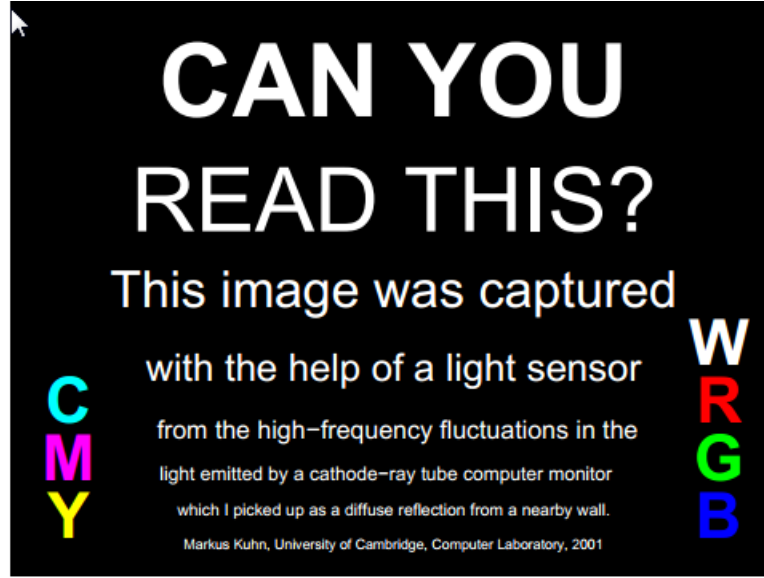 CAN YOU
READ THIS?
This image was captured
with the help of a light sensor
from the high−frequency fluctuations in the
light emitted by a cathode−ray tube computer monitor
which I picked up as a diffuse reflection from a nearby wall.
Markus Kuhn, University of Cambridge, Computer Laboratory, 2001
C
M
Y
W
R
G
B